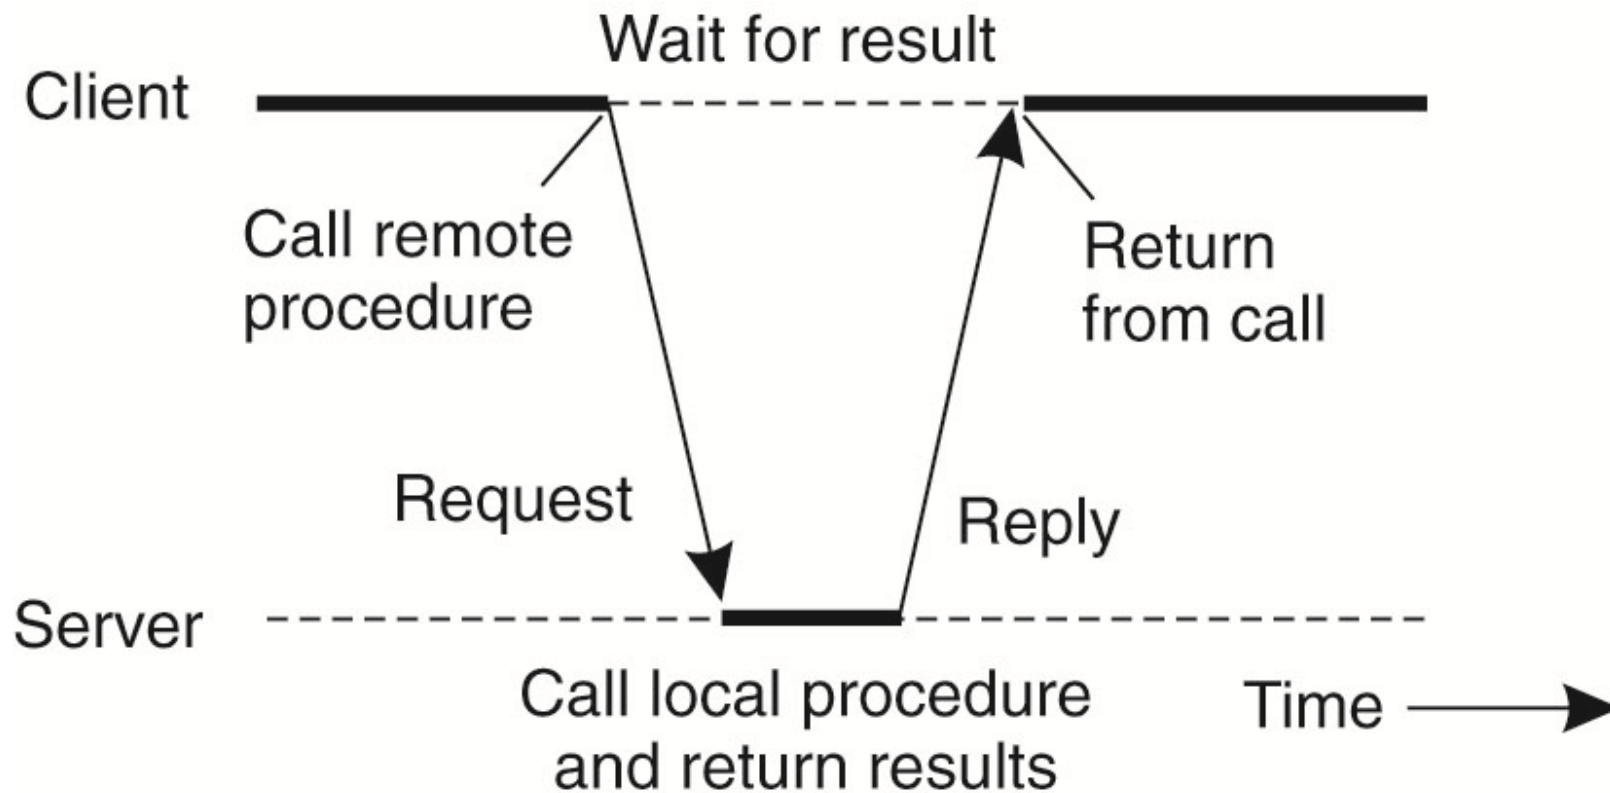 Wait for result
Client
Call remote
procedure
Return
from call
Request
Reply
Server
Call local procedure
and return results
Time